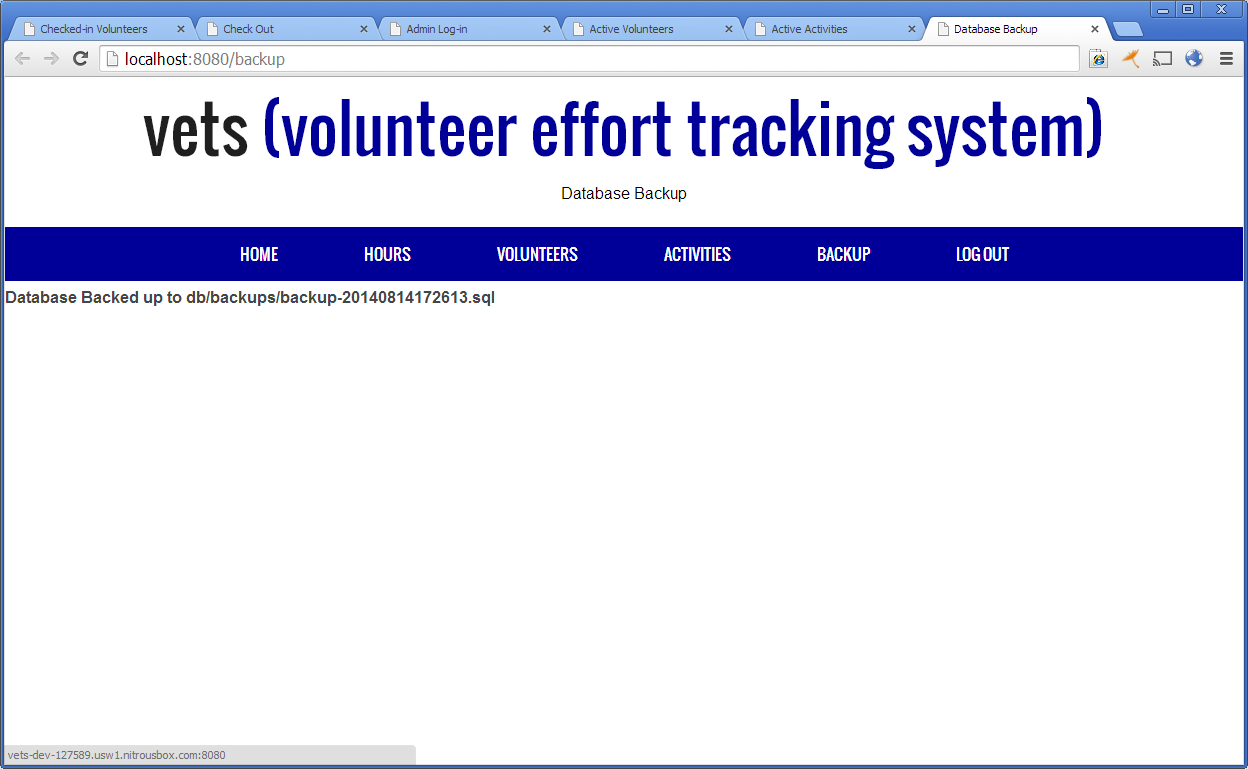 Checked-in Volunteers
Check Out
Admin Log-in
Active Volunteers
Active Activities
Database Backup
localhost:8080/backup
vets (volunteer effort tracking system)
Database Backup
HOME HOURS VOLUNTEERS ACTIVITIES BACKUP LOG OUT
Database Backed up to db/backups/backup-20140814172613.sql
vets-dev-127589.usw1.nitrousbox.com:8080